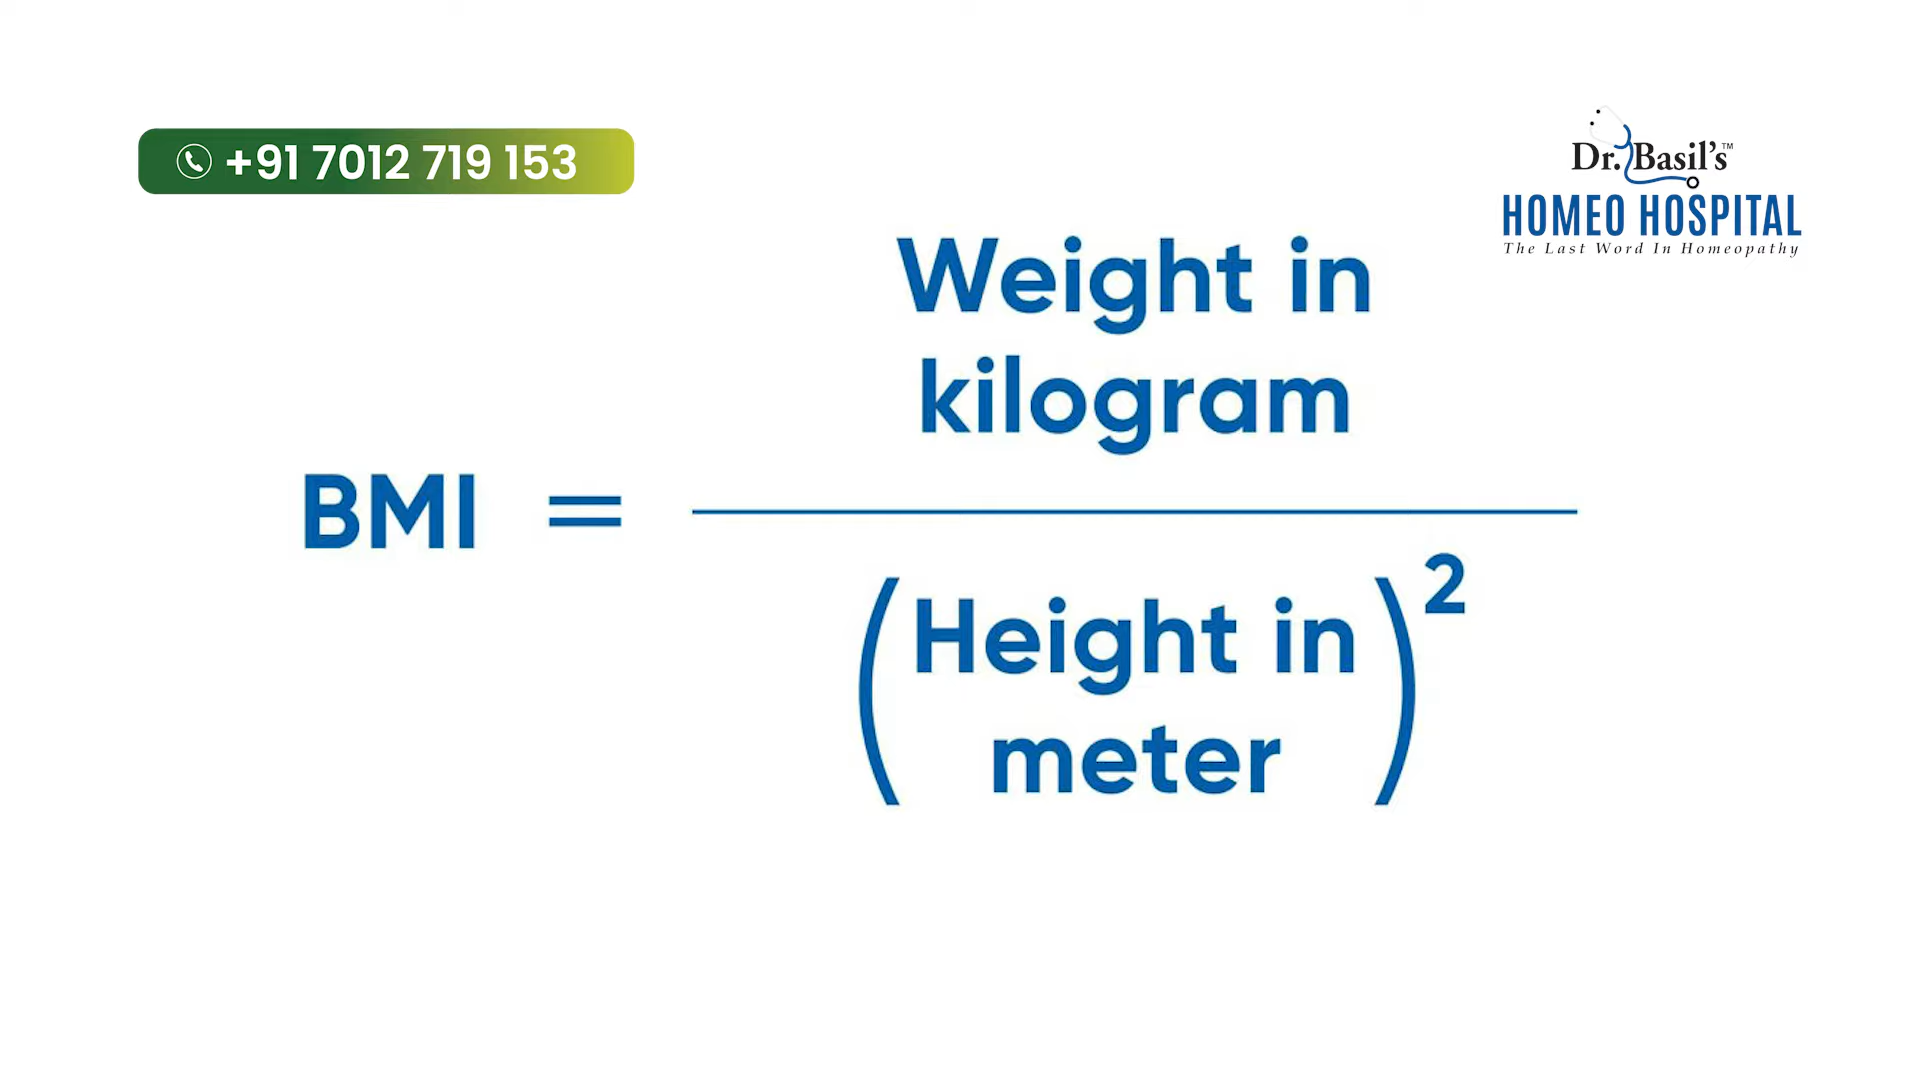 +91 7012 719 153
Dr. Basil's™
HOMEO HOSPITAL
The Last Word In Homeopathy
Weight in
kilogram
BMI =
(Height in
meter)²